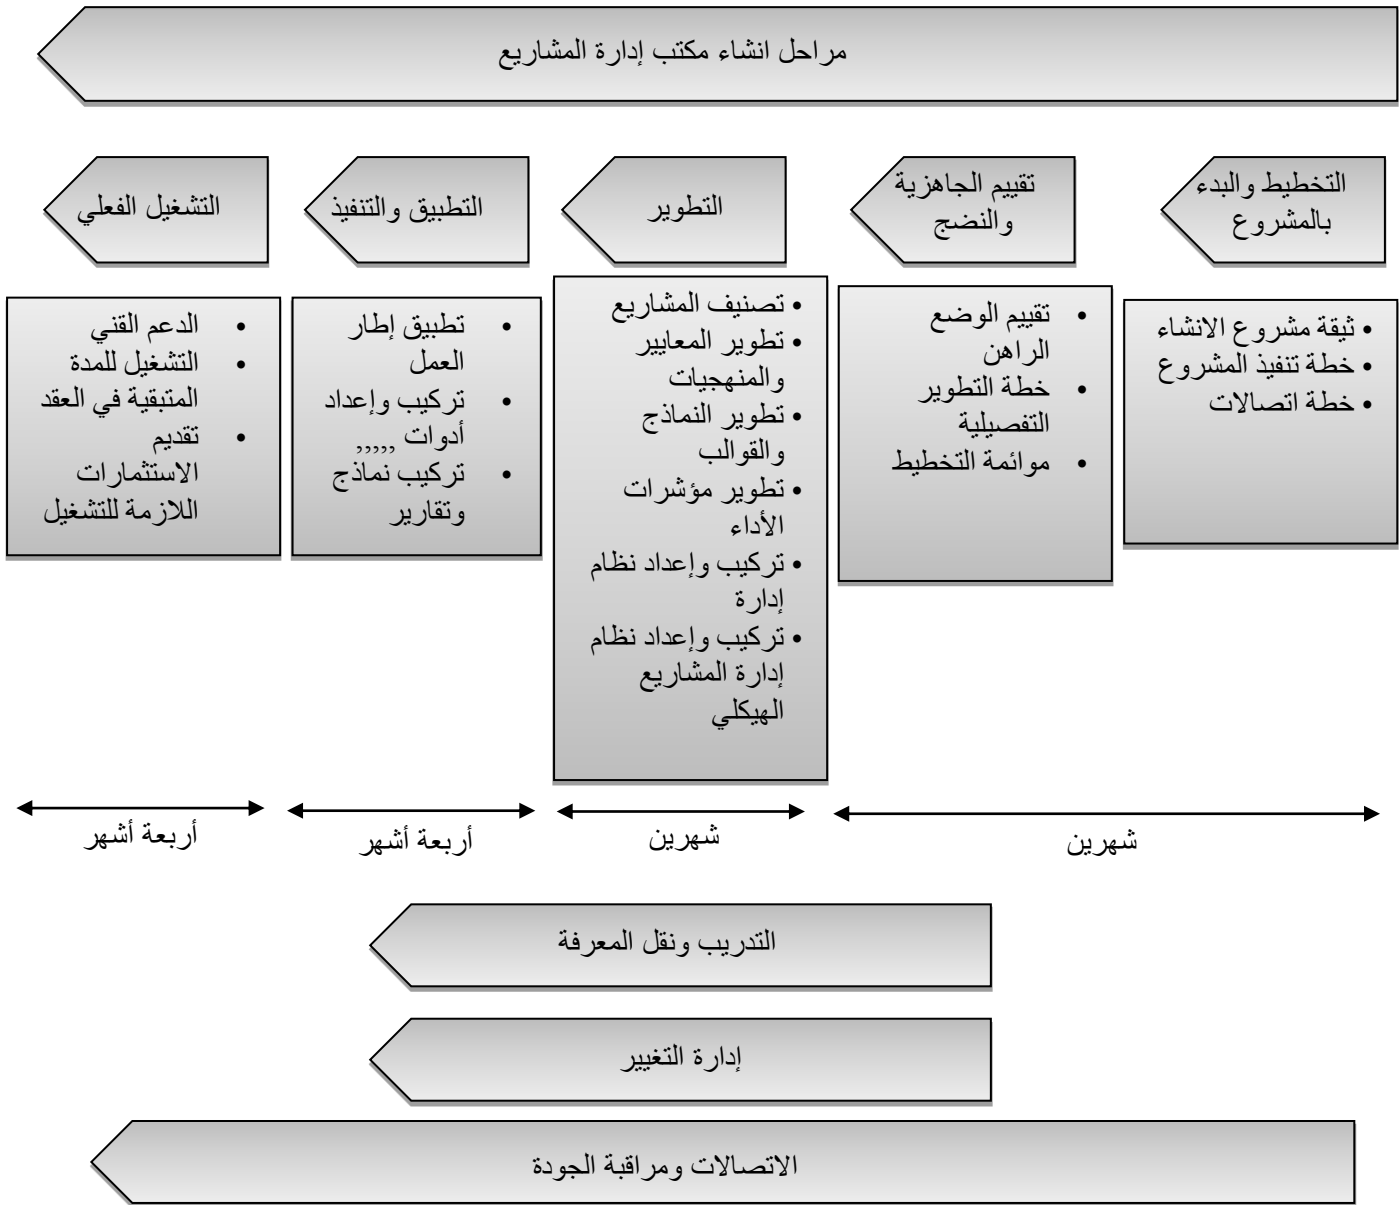 مراحل انشاء مكتب إدارة المشاريع
التخطيط والبدء
بالمشروع
تقييم الجاهزية
والنضج
التطوير
التطبيق والتنفيذ
التشغيل الفعلي
• ثيقة مشروع الانشاء
• خطة تنفيذ المشروع
• خطة اتصالات
• تقييم الوضع
الراهن
• خطة التطوير
التفصيلية
• موائمة التخطيط
• تصنيف المشاريع
• تطوير المعايير
والمنهجيات
• تطوير النماذج
والقوالب
• تطوير مؤشرات
الأداء
• تركيب وإعداد نظام
إدارة
• تركيب وإعداد نظام
إدارة المشاريع
الهيكلي
• تطبيق إطار
العمل
• تركيب وإعداد
أدوات ,,,,,
• تركيب نماذج
وتقارير
• الدعم القني
• التشغيل للمدة
المتبقية في العقد
• تقديم
الاستثمارات
اللازمة للتشغيل
شهرين
شهرين
أربعة أشهر
أربعة أشهر
التدريب ونقل المعرفة
إدارة التغيير
الاتصالات ومراقبة الجودة